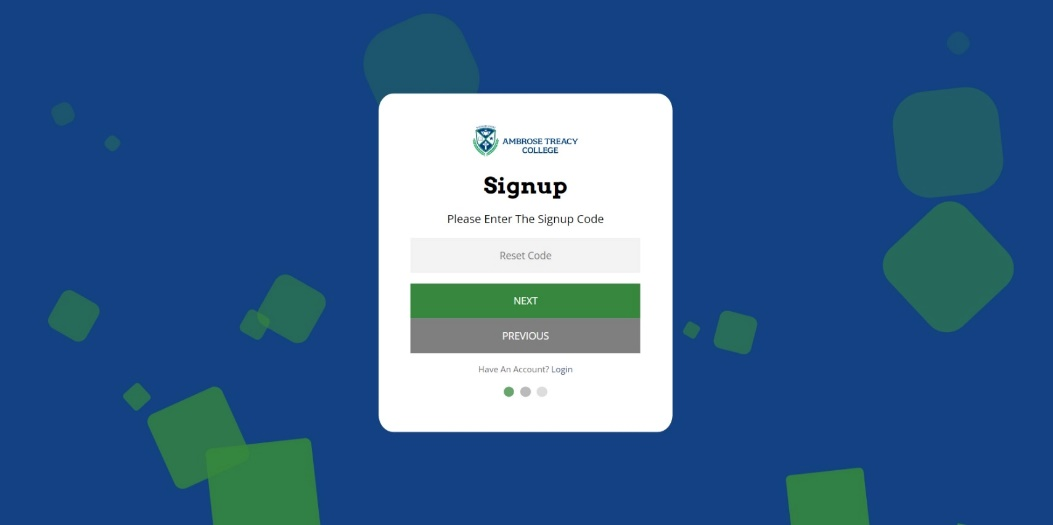 AMBROSE TREACY
COLLEGE
Signup
Please Enter The Signup Code
Reset Code
NEXT
PREVIOUS
Have An Account? Login